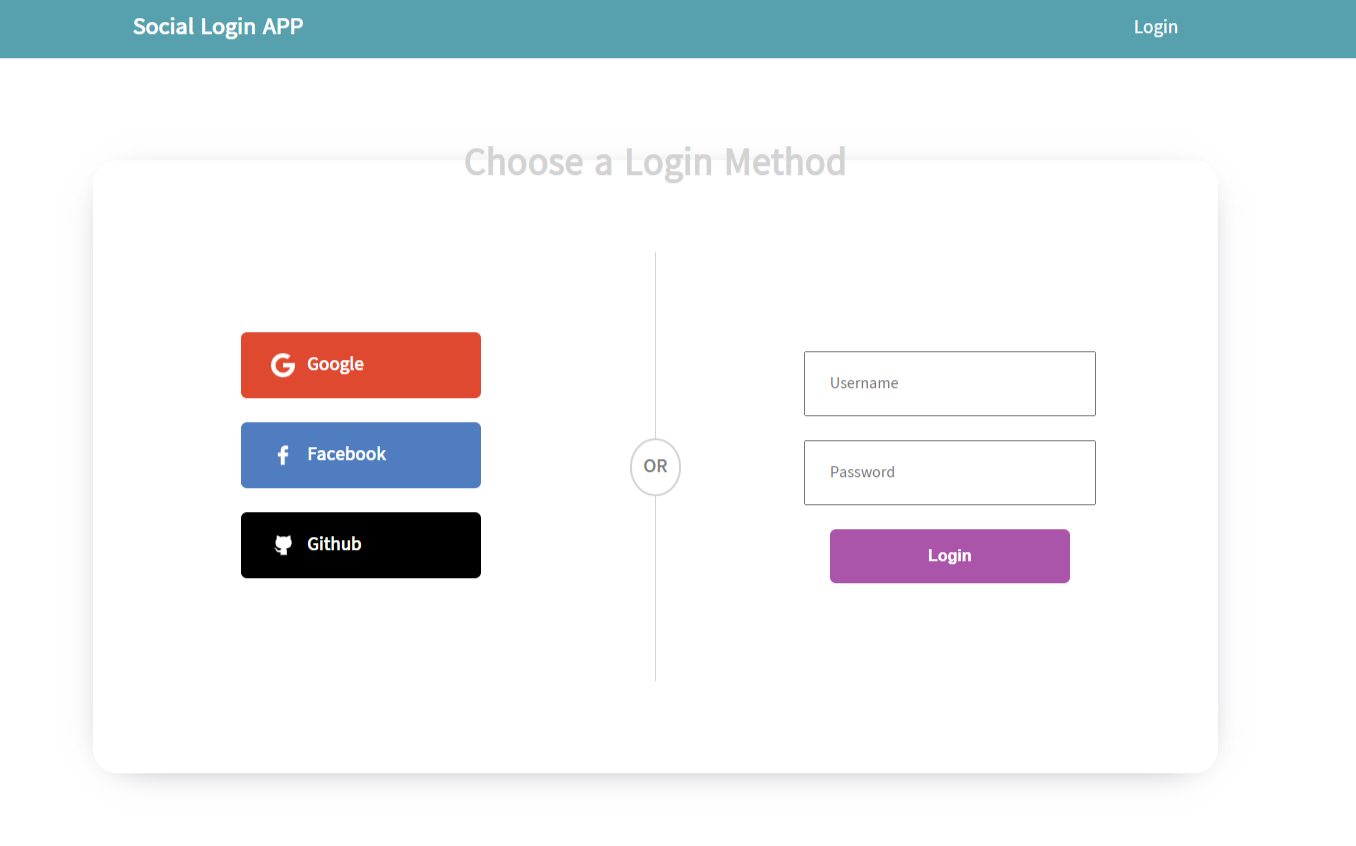 Social Login APP
Login
Choose a Login Method
Google
Facebook
Github
OR
Username
Password
Login